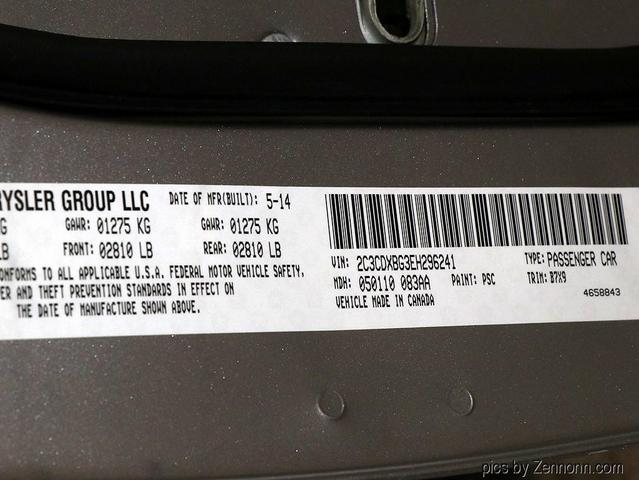 RYSLER GROUP LLC DATE OF MFR(BUILT): 5-14
G GAWR: 01275 KG GAWR: 01275 KG
LB FRONT: 02810 LB REAR: 02810 LB
ONFORMS TO ALL APPLICABLE U.S.A. FEDERAL MOTOR VEHICLE SAFETY,
ER AND THEFT PREVENTION STANDARDS IN EFFECT ON
THE DATE OF MANUFACTURE SHOWN ABOVE.
VIN: 2C3CDXBG3EH296241 TYPE: PASSENGER CAR
MDH: 050110 083AA PAINT: PSC TRIM: B7X9
VEHICLE MADE IN CANADA 4658843
pics by Zennonn.com